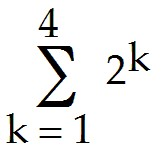 4
∑ 2^k
k = 1